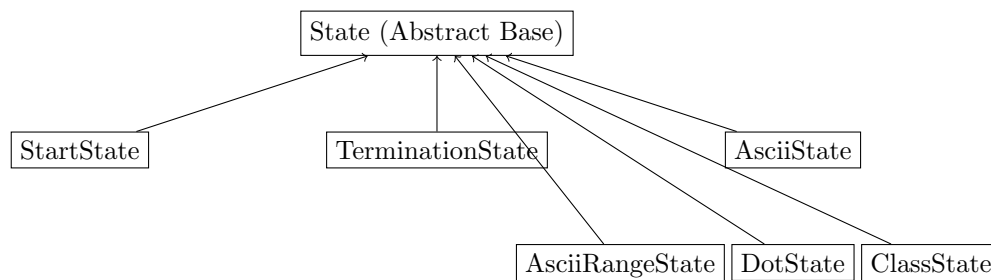 State (Abstract Base)
StartState
TerminationState
AsciiState
AsciiRangeState
DotState
ClassState